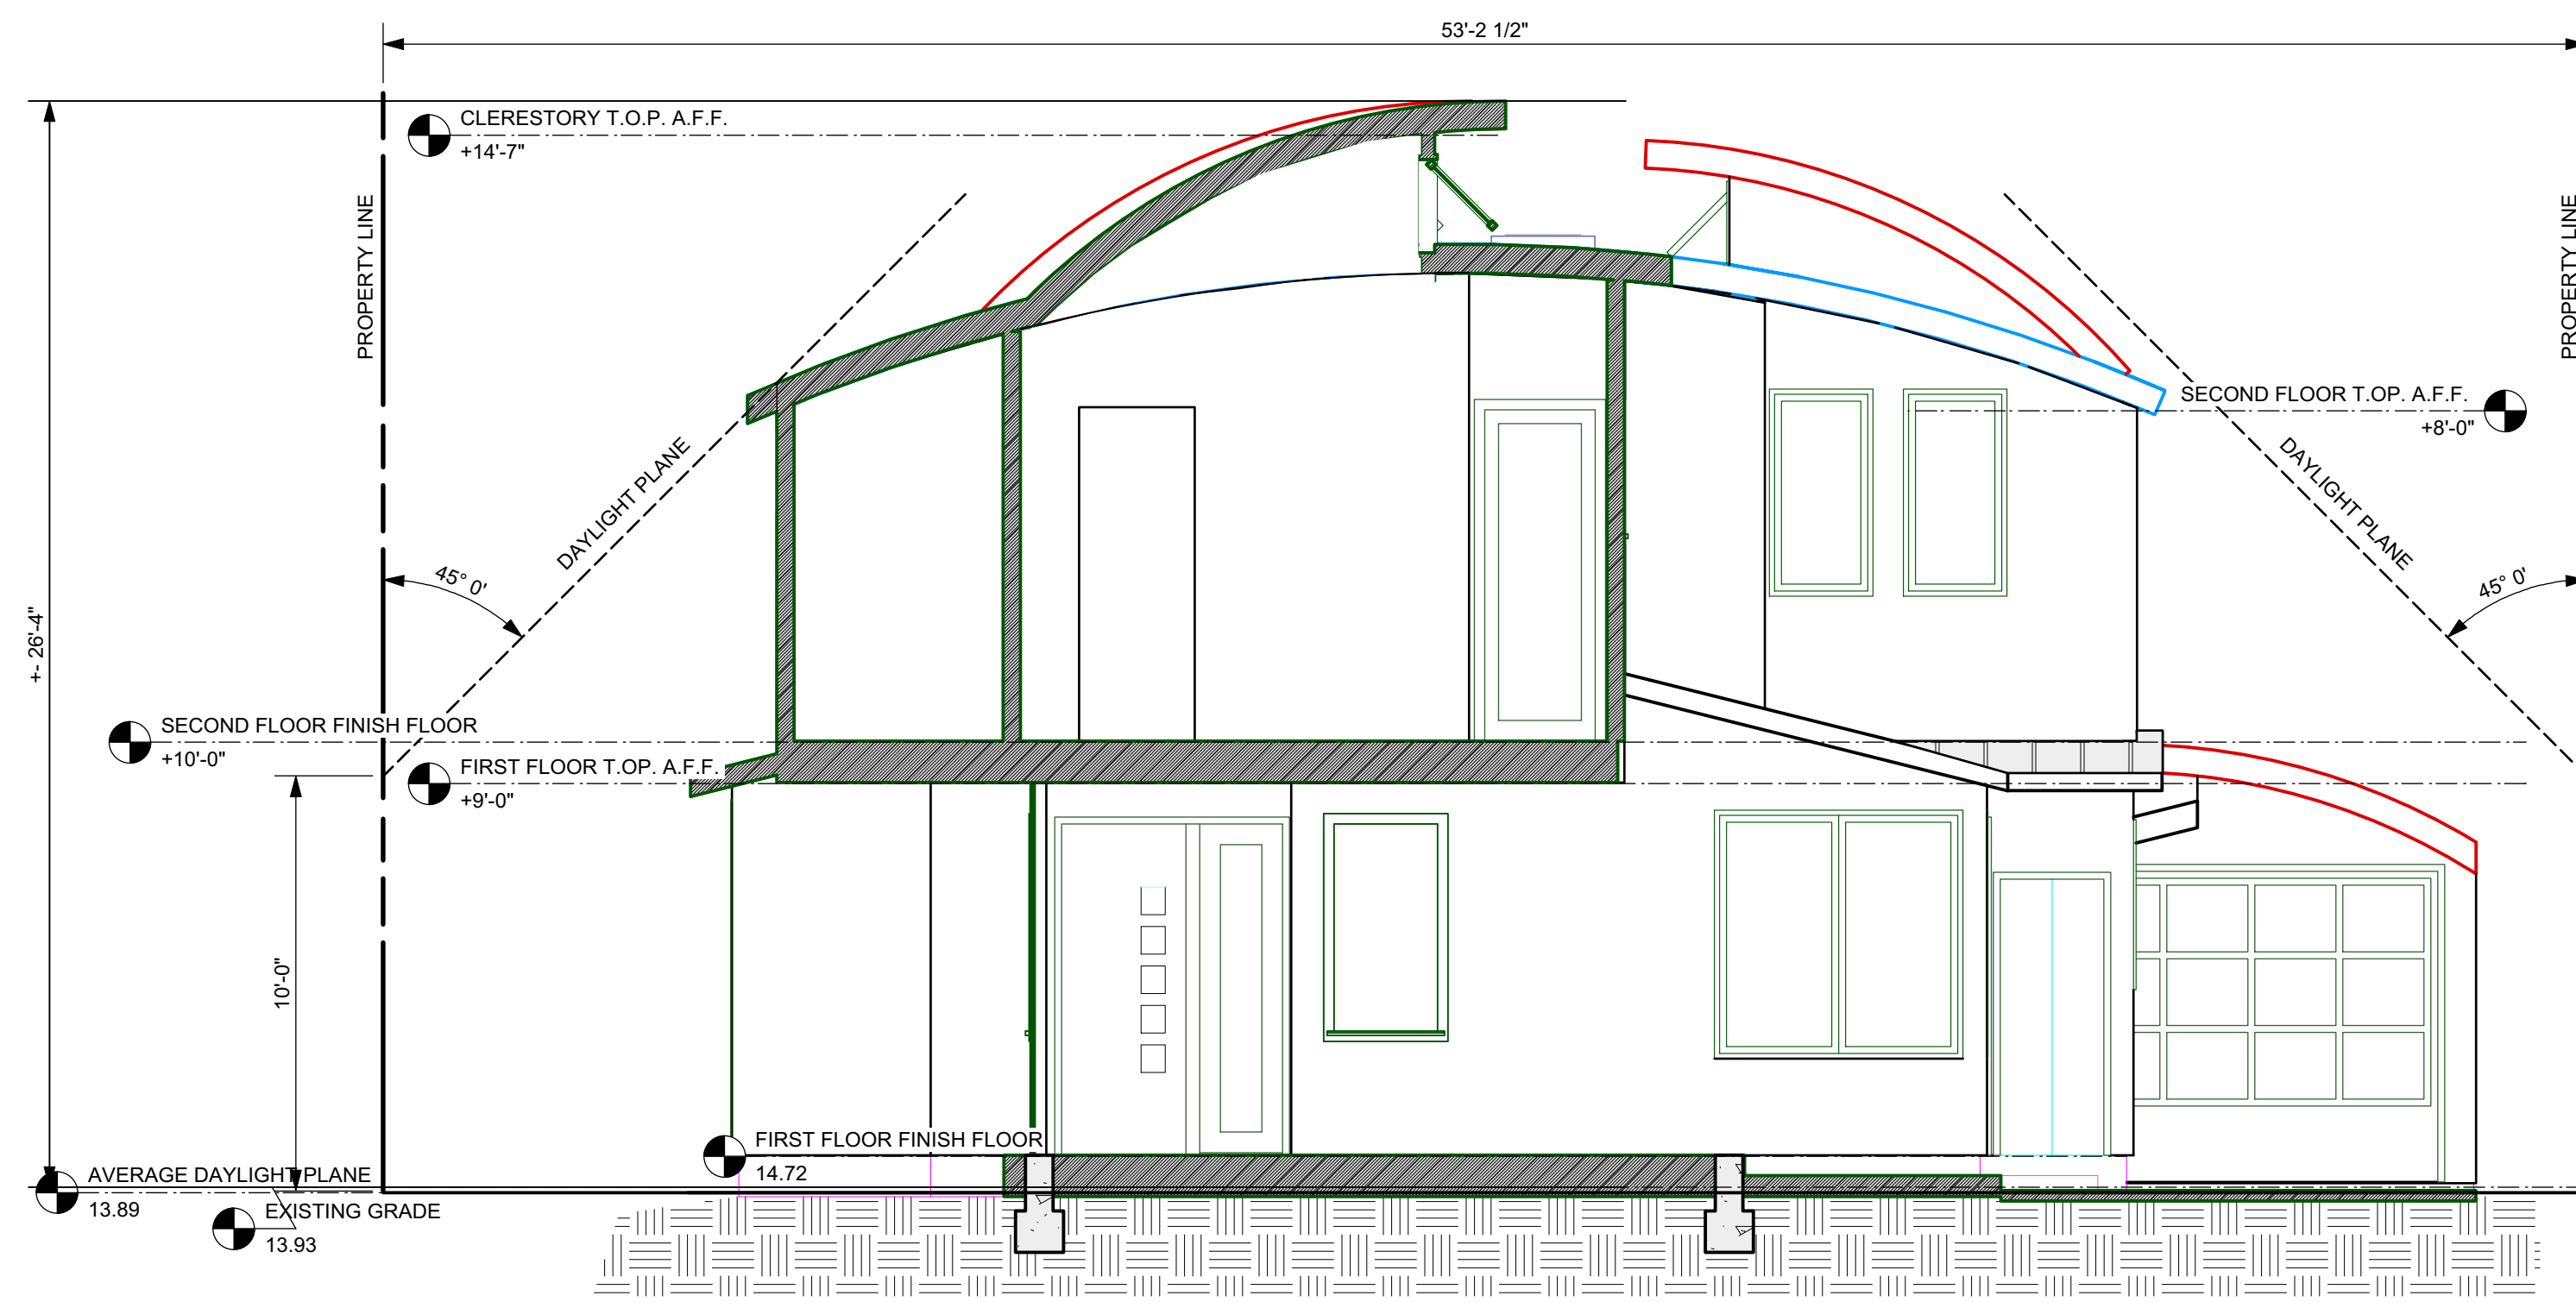 53'-2 1/2"
CLERESTORY T.O.P. A.F.F.
+14'-7"
PROPERTY LINE
PROPERTY LINE
SECOND FLOOR T.OP. A.F.F.
+8'-0"
DAYLIGHT PLANE
DAYLIGHT PLANE
45° 0'
45° 0'
+- 26'-4"
SECOND FLOOR FINISH FLOOR
+10'-0"
FIRST FLOOR T.OP. A.F.F.
+9'-0"
10'-0"
FIRST FLOOR FINISH FLOOR
14.72
AVERAGE DAYLIGHT PLANE
13.89
EXISTING GRADE
13.93